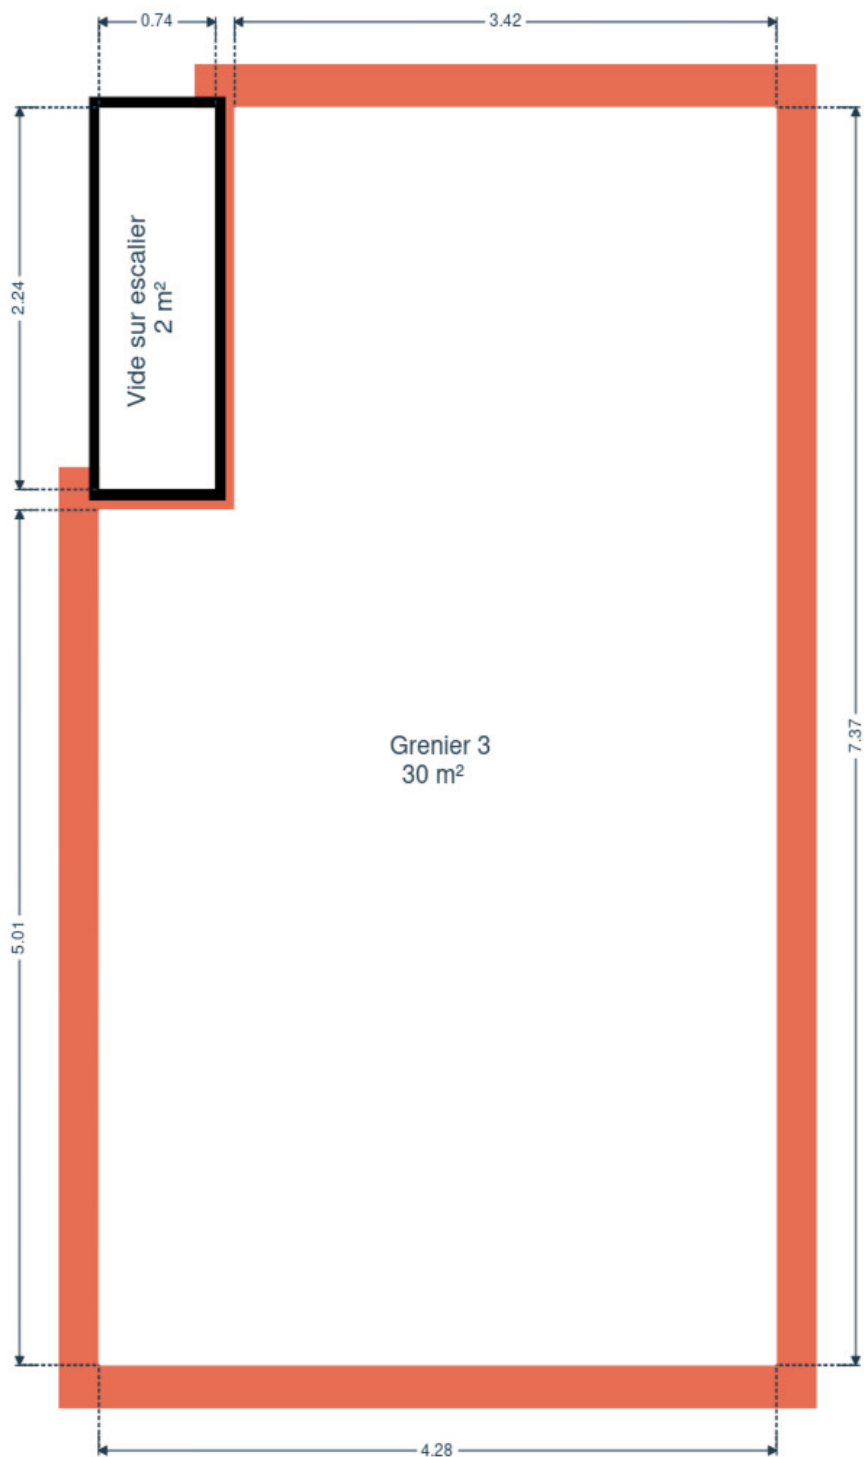 0.74
3.42
2.24
Vide sur escalier
2 m²
7.37
Grenier 3
30 m²
5.01
4.28